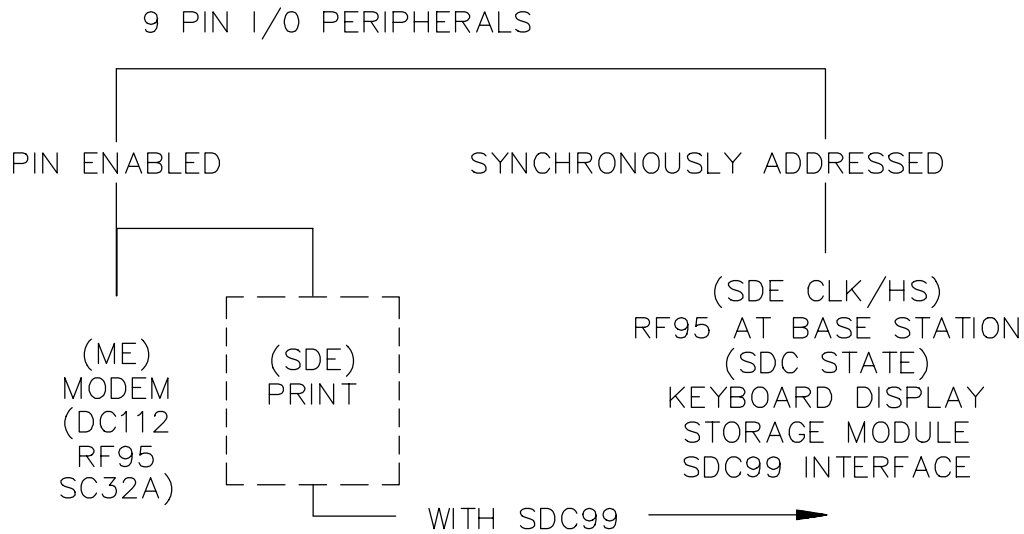 9 PIN I/O PERIPHERALS
PIN ENABLED
SYNCHRONOUSLY ADDRESSED
(ME)
MODEM
(DC112
RF95
SC32A)
(SDE)
PRINT
(SDE CLK/HS)
RF95 AT BASE STATION
(SDC STATE)
KEYBOARD DISPLAY
STORAGE MODULE
SDC99 INTERFACE
WITH SDC99